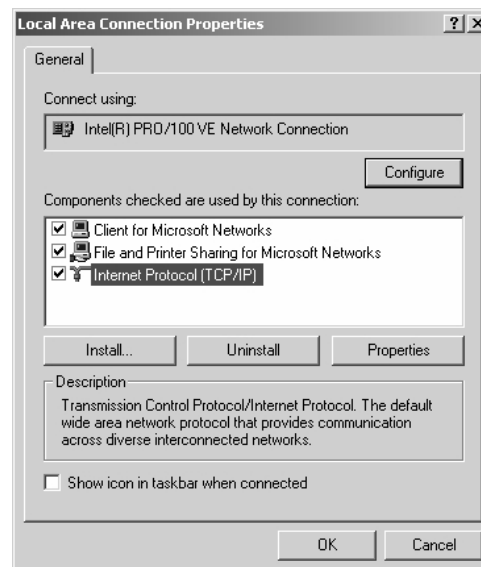 Local Area Connection Properties
General
Connect using:
Intel(R) PRO/100 VE Network Connection
Configure
Components checked are used by this connection:
Client for Microsoft Networks
File and Printer Sharing for Microsoft Networks
Internet Protocol (TCP/IP)
Install... Uninstall Properties
Description
Transmission Control Protocol/Internet Protocol. The default
wide area network protocol that provides communication
across diverse interconnected networks.
Show icon in taskbar when connected
OK Cancel